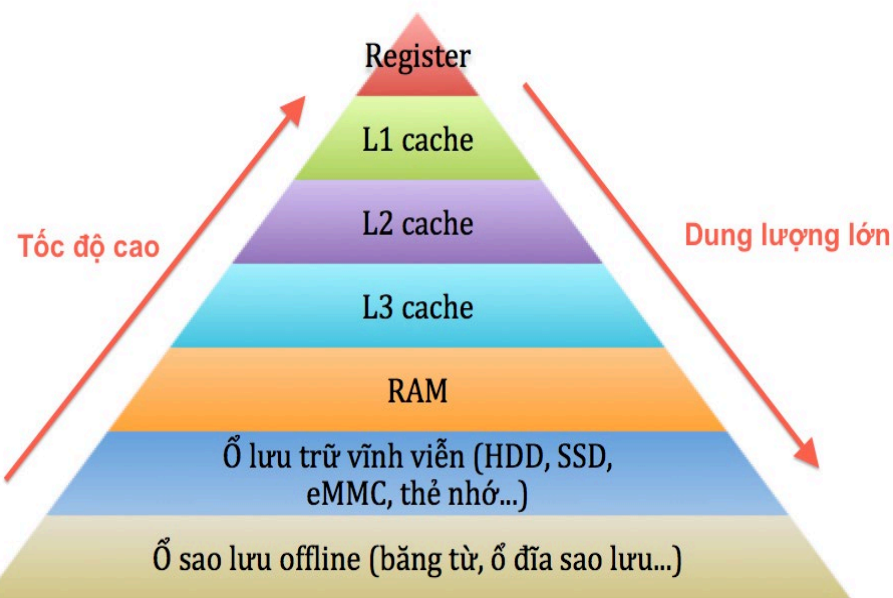 Register
L1 cache
L2 cache
L3 cache
RAM
Ổ lưu trữ vĩnh viễn (HDD, SSD,
eMMC, thẻ nhớ...)
Ổ sao lưu offline (băng từ, ổ đĩa sao lưu...)
Tốc độ cao
Dung lượng lớn